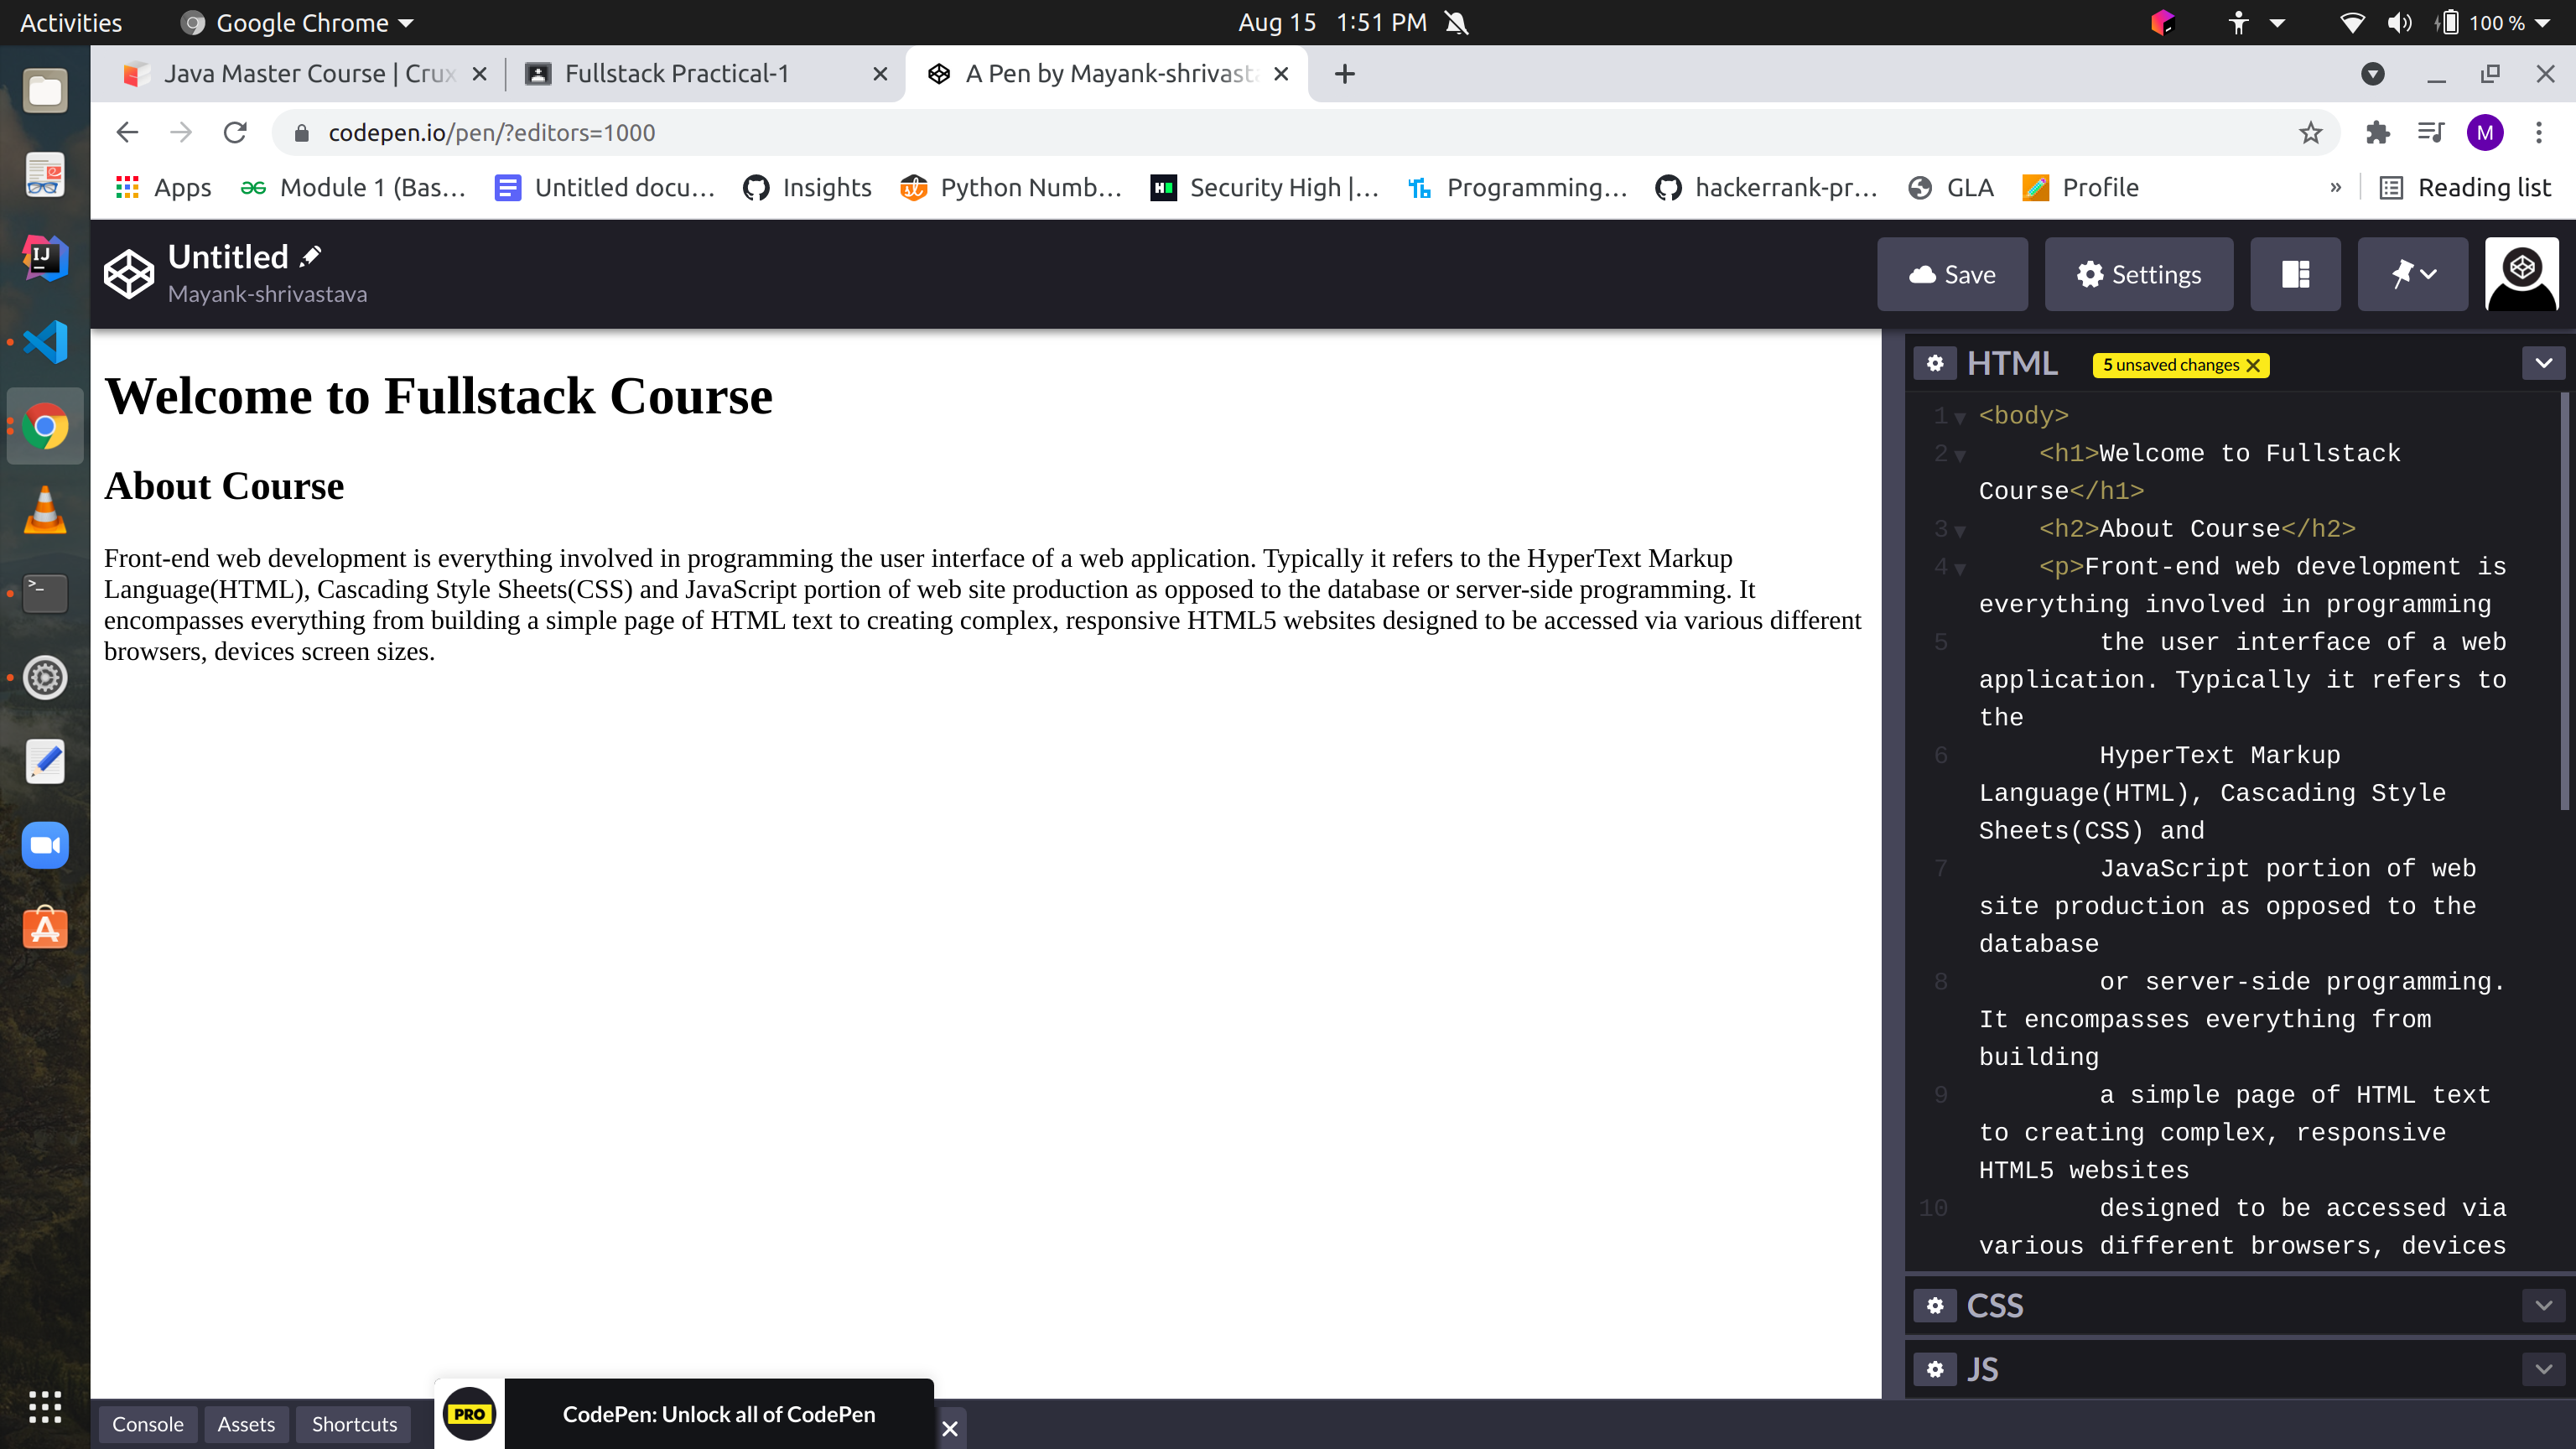 Activities
Google Chrome
Aug 15 1:51 PM
100 %
Java Master Course | Crux
Fullstack Practical-1
A Pen by Mayank-shrivasta
codepen.io/pen/?editors=1000
M
Apps
Module 1 (Bas…
Untitled docu…
Insights
Python Numb…
Security High |…
Programming…
hackerrank-pr…
GLA
Profile
»
Reading list
Untitled
Mayank-shrivastava
Save
Settings
Welcome to Fullstack Course
About Course
Front-end web development is everything involved in programming the user interface of a web application. Typically it refers to the HyperText Markup
Language(HTML), Cascading Style Sheets(CSS) and JavaScript portion of web site production as opposed to the database or server-side programming. It
encompasses everything from building a simple page of HTML text to creating complex, responsive HTML5 websites designed to be accessed via various different
browsers, devices screen sizes.
HTML
5 unsaved changes
1 <body>
2 <h1>Welcome to Fullstack
Course</h1>
3 <h2>About Course</h2>
4 <p>Front-end web development is
everything involved in programming
5 the user interface of a web
application. Typically it refers to
the
6 HyperText Markup
Language(HTML), Cascading Style
Sheets(CSS) and
7 JavaScript portion of web
site production as opposed to the
database
8 or server-side programming.
It encompasses everything from
building
9 a simple page of HTML text
to creating complex, responsive
HTML5 websites
10 designed to be accessed via
various different browsers, devices
CSS
JS
Console
Assets
Shortcuts
PRO
CodePen: Unlock all of CodePen
IJ